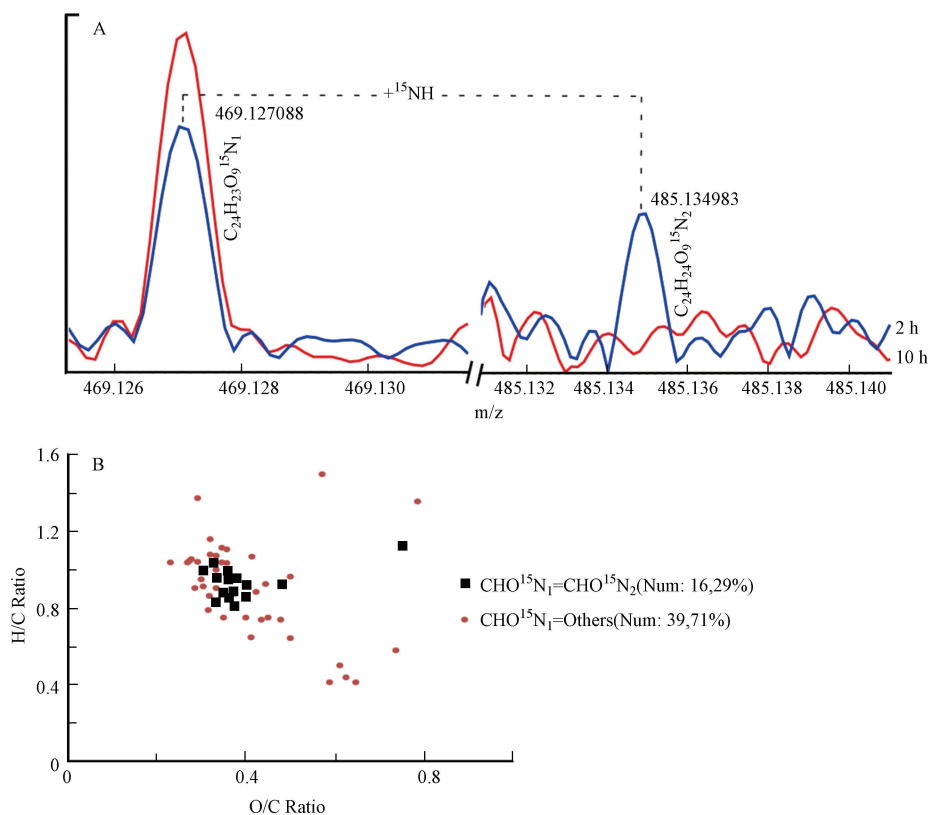 A
+¹⁵NH
469.127088
C₂₄H₂₃O₉¹⁵N₁
485.134983
C₂₄H₂₄O₉¹⁵N₂
2 h
10 h
469.126 469.128 469.130 485.132 485.134 485.136 485.138 485.140
m/z
B
1.6
1.2
0.8
0.4
0
H/C Ratio
CHO¹⁵N₁=CHO¹⁵N₂(Num: 16,29%)
CHO¹⁵N₁=Others(Num: 39,71%)
0 0.4 0.8
O/C Ratio